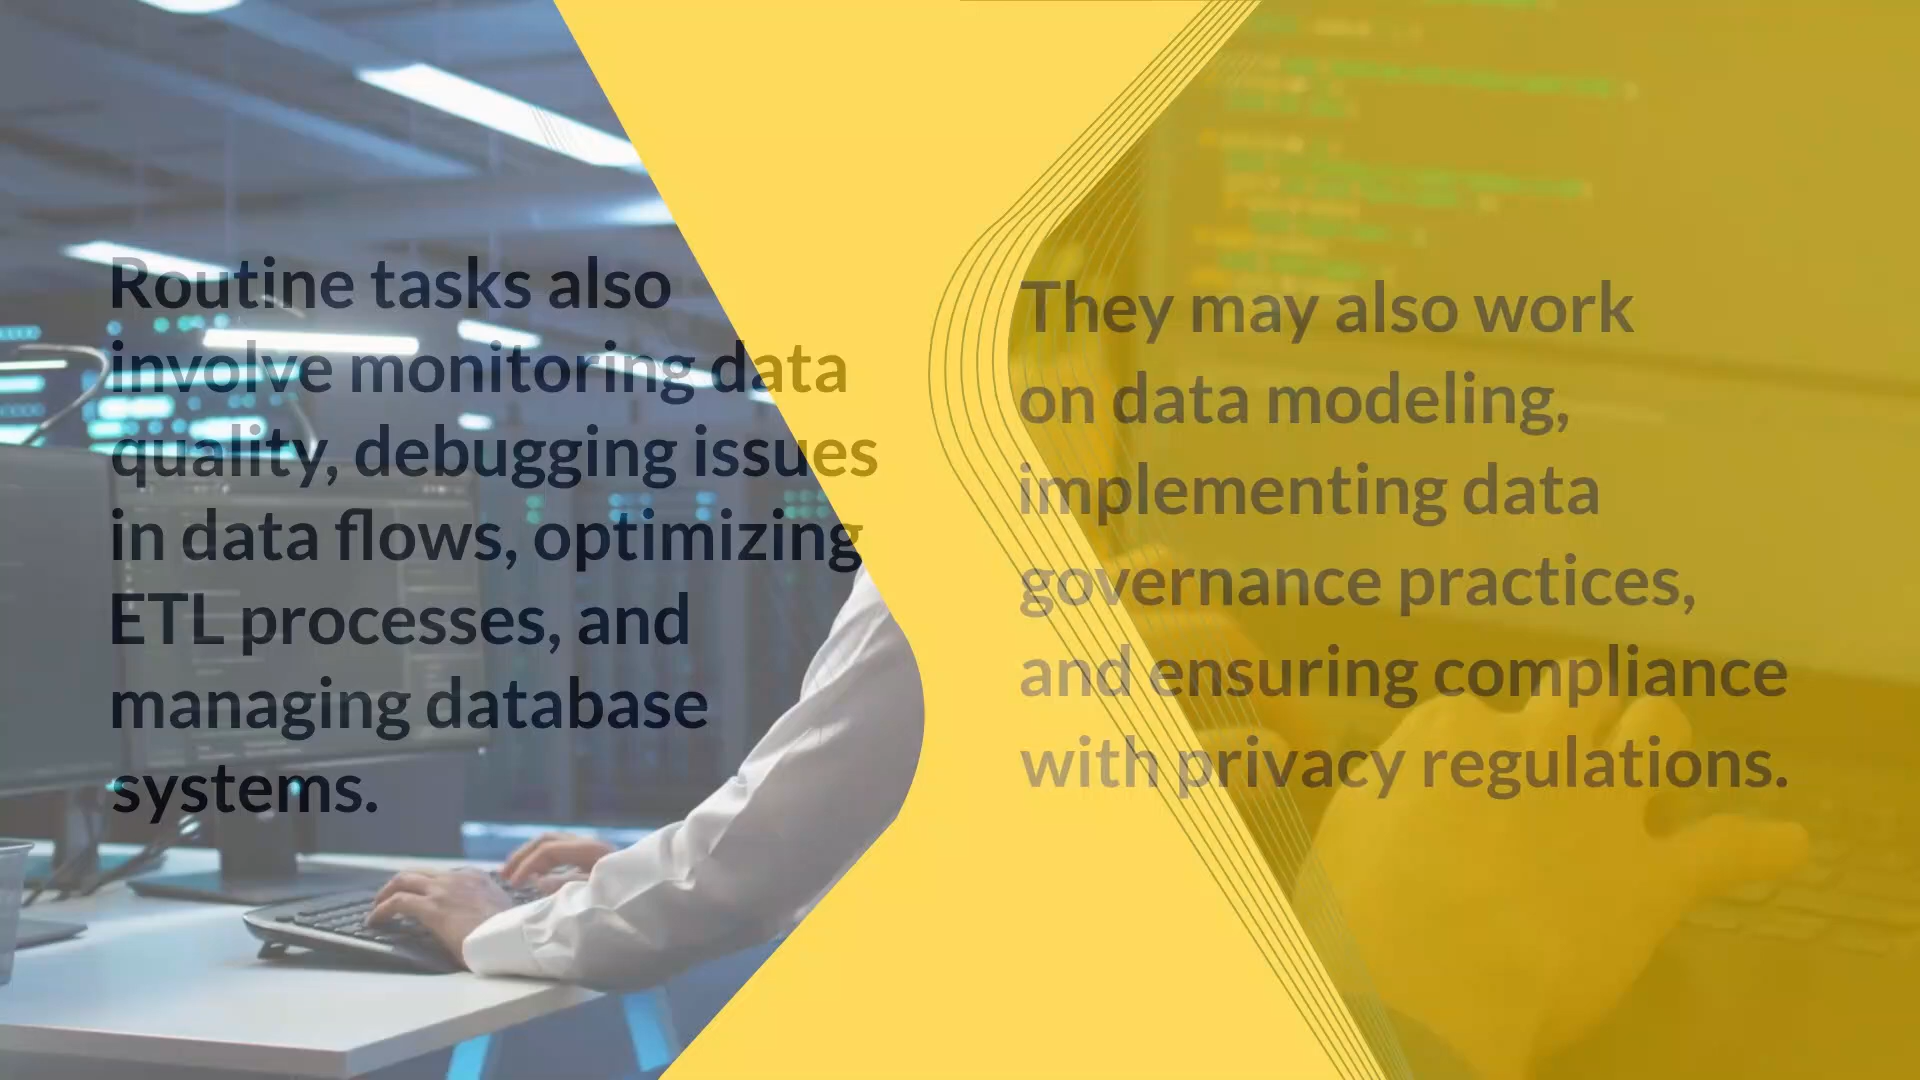 Routine tasks also
involve monitoring data
quality, debugging issues
in data flows, optimizing
ETL processes, and
managing database
systems.
They may also work
on data modeling,
implementing data
governance practices,
and ensuring compliance
with privacy regulations.